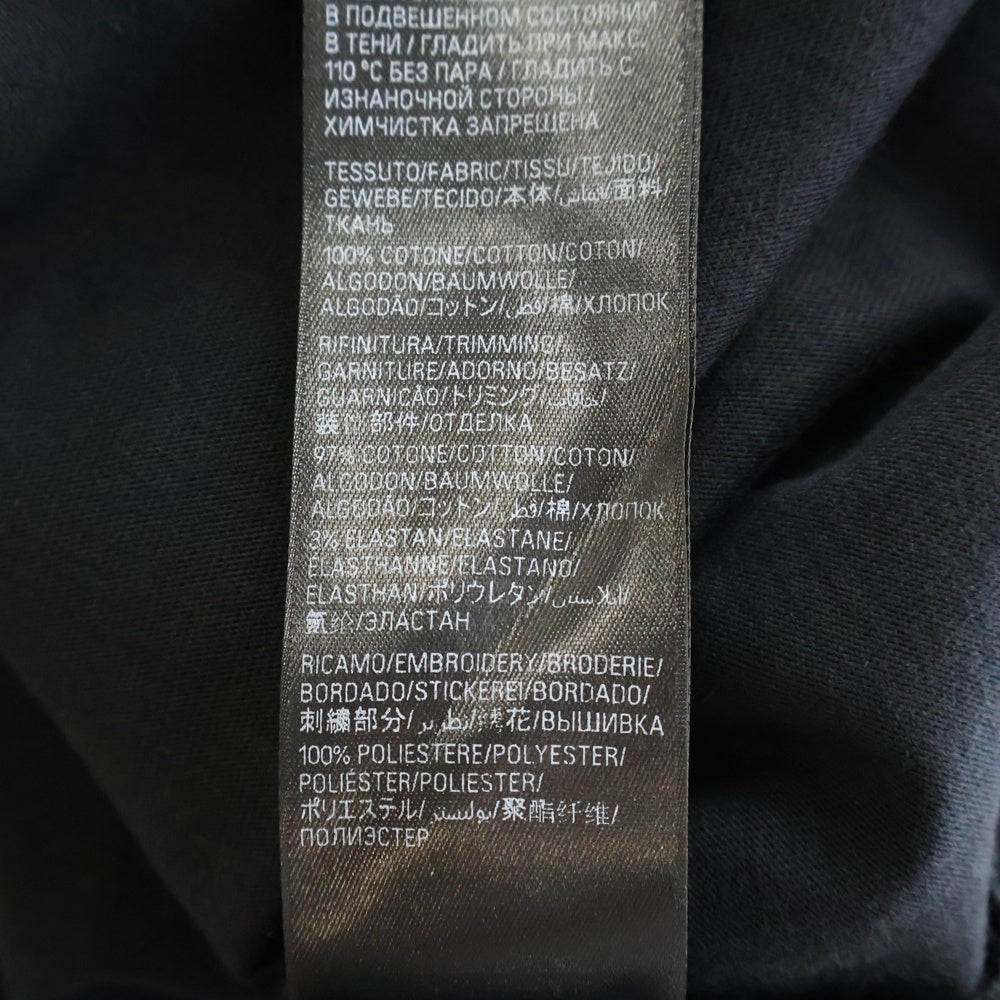 В ПОДВЕШЕННОМ СОСТОЯНИИ
В ТЕНИ / ГЛАДИТЬ ПРИ МАКС.
110 °C БЕЗ ПАРА / ГЛАДИТЬ С
ИЗНАНОЧНОЙ СТОРОНЫ /
ХИМЧИСТКА ЗАПРЕЩЕНА
TESSUTO/FABRIC/TISSU/TEJIDO/
GEWEBE/TECIDO/本体/قماش/面料/
ТКАНЬ
100% COTONE/COTTON/COTON/
ALGODON/BAUMWOLLE/
ALGODÃO/コットン/قطن/棉/ХЛОПОК
RIFINITURA/TRIMMING/
GARNITURE/ADORNO/BESATZ/
GUARNICÃO/トリミング/
部件/ОТДЕЛКА
97% COTONE/COTTON/COTON/
ALGODON/BAUMWOLLE/
ALGODÃO/コットン/قطن/棉/ХЛОПОК
3% ELASTAN/ELASTANE/
ELASTHANNE/ELASTANO/
ELASTHAN/ポリウレタン/
氨纶/ЭЛАСТАН
RICAMO/EMBROIDERY/BRODERIE/
BORDADO/STICKEREI/BORDADO/
刺繍部分/تطريز/绣花/ВЫШИВКА
100% POLIESTERE/POLYESTER/
POLIÉSTER/POLIESTER/
ポリエステル/بوليستر/聚酯纤维/
ПОЛИЭСТЕР